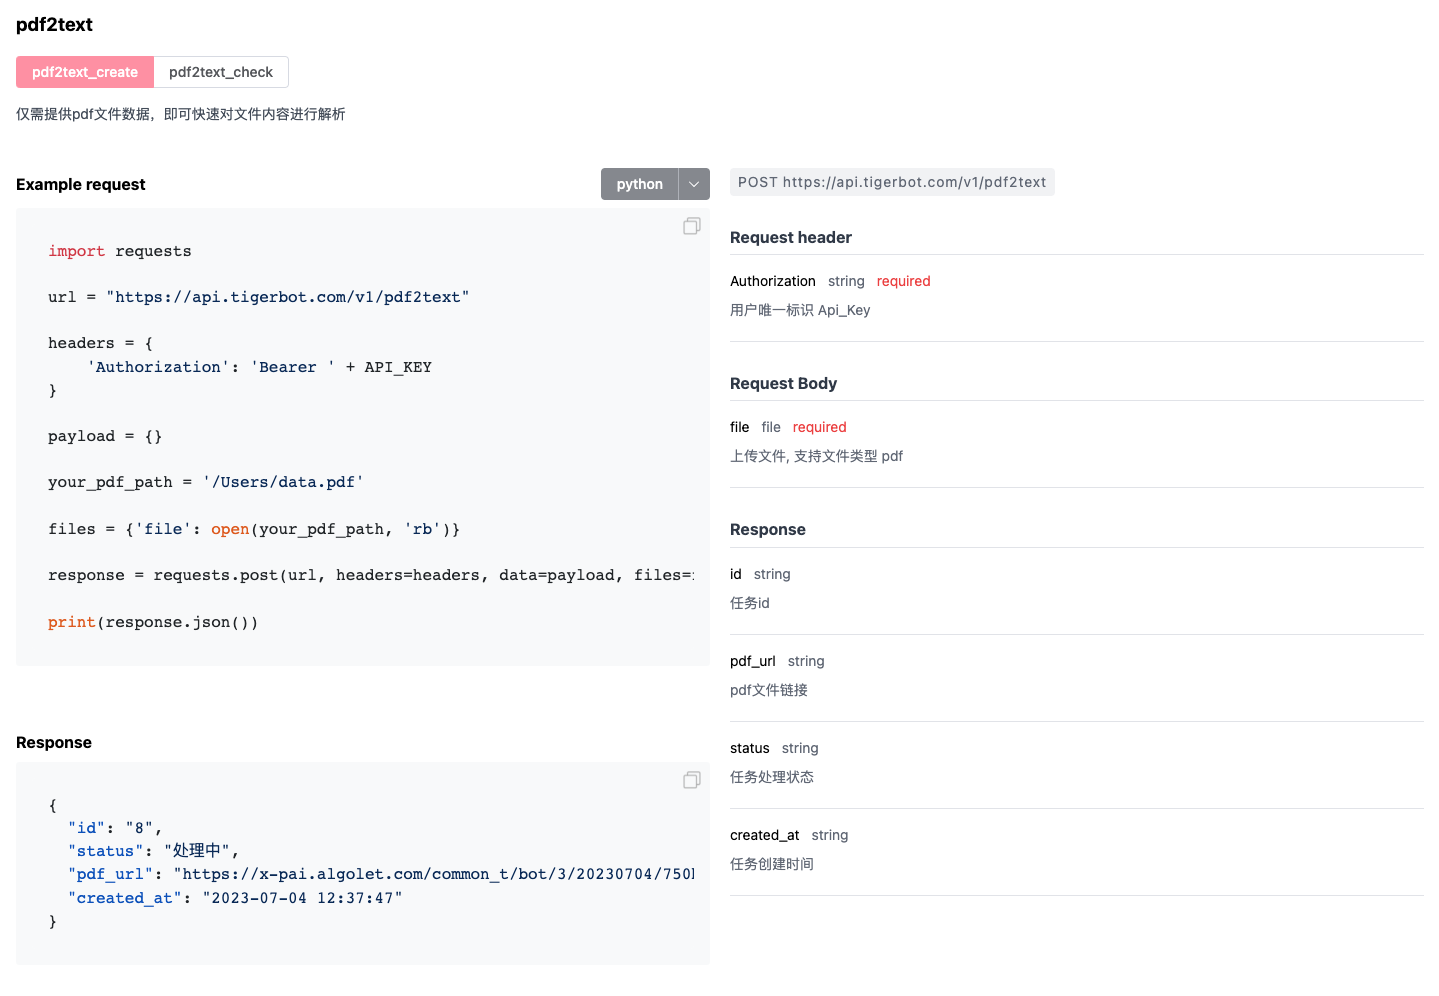 pdf2text
pdf2text_create
pdf2text_check
仅需提供pdf文件数据，即可快速对文件内容进行解析
Example request
python
import requests
url = "https://api.tigerbot.com/v1/pdf2text"
headers = {
    'Authorization': 'Bearer ' + API_KEY
}
payload = {}
your_pdf_path = '/Users/data.pdf'
files = {'file': open(your_pdf_path, 'rb')}
response = requests.post(url, headers=headers, data=payload, files=
print(response.json())
Response
{
  "id": "8",
  "status": "处理中",
  "pdf_url": "https://x-pai.algolet.com/common_t/bot/3/20230704/750
  "created_at": "2023-07-04 12:37:47"
}
POST https://api.tigerbot.com/v1/pdf2text
Request header
Authorization string required
用户唯一标识 Api_Key
Request Body
file file required
上传文件, 支持文件类型 pdf
Response
id string
任务id
pdf_url string
pdf文件链接
status string
任务处理状态
created_at string
任务创建时间